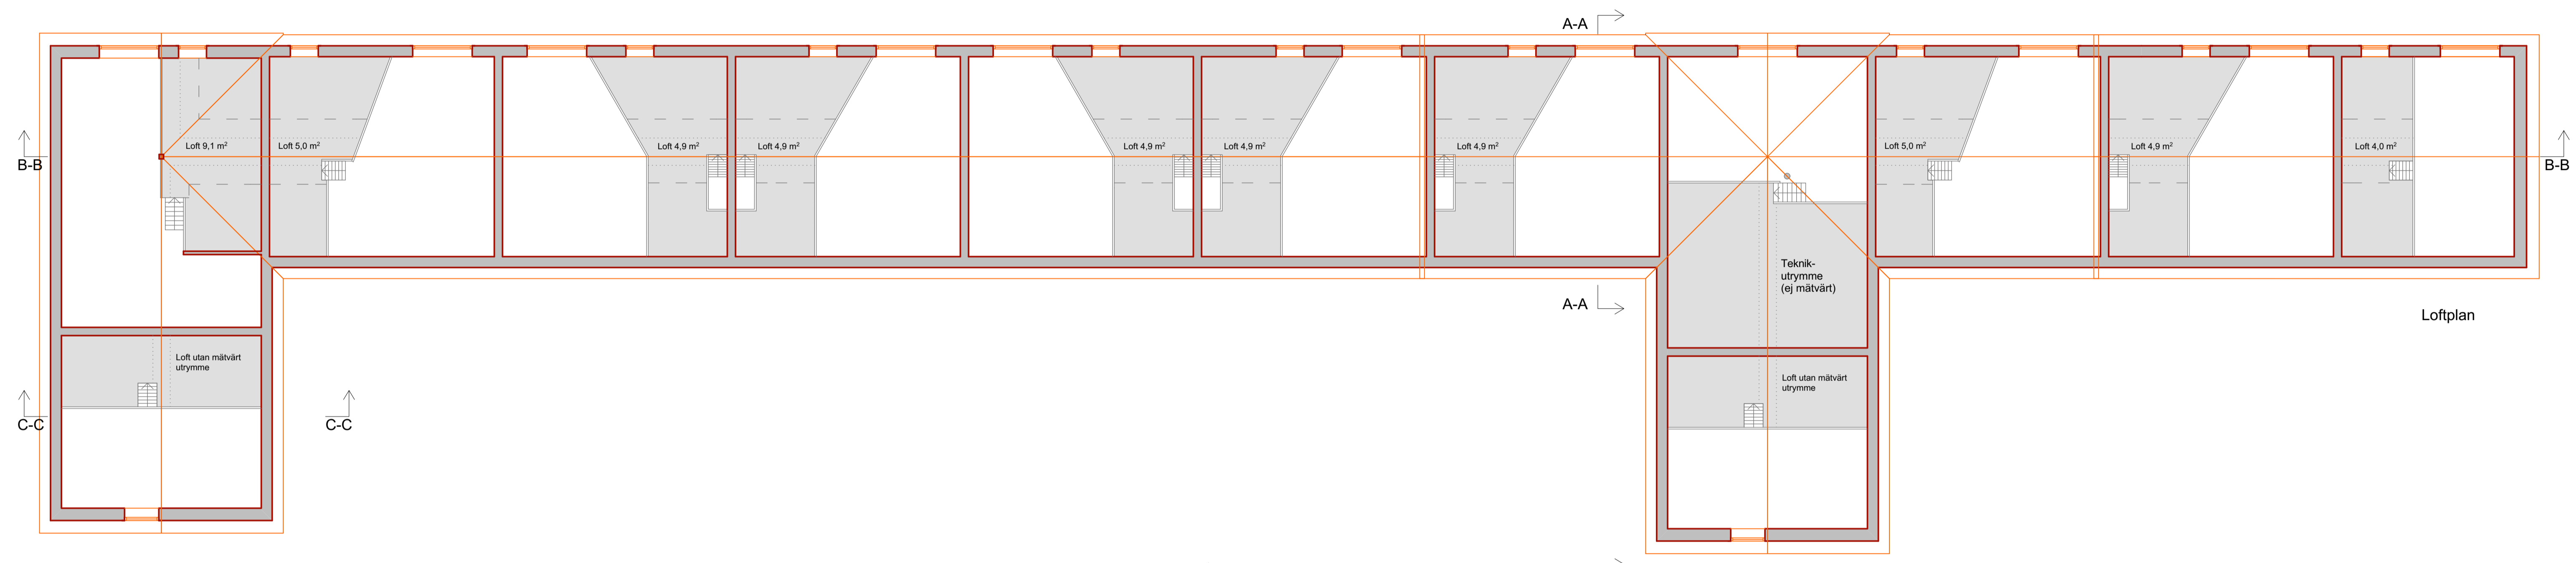 A-A
B-B
Loft 9,1 m²
Loft 5,0 m²
Loft 4,9 m²
Loft 4,9 m²
Loft 4,9 m²
Loft 4,9 m²
Loft 4,9 m²
Loft 5,0 m²
Loft 4,9 m²
Loft 4,0 m²
B-B
Teknik-
utrymme
(ej mätvärt)
A-A
Loftplan
Loft utan mätvärt
utrymme
Loft utan mätvärt
utrymme
C-C
C-C